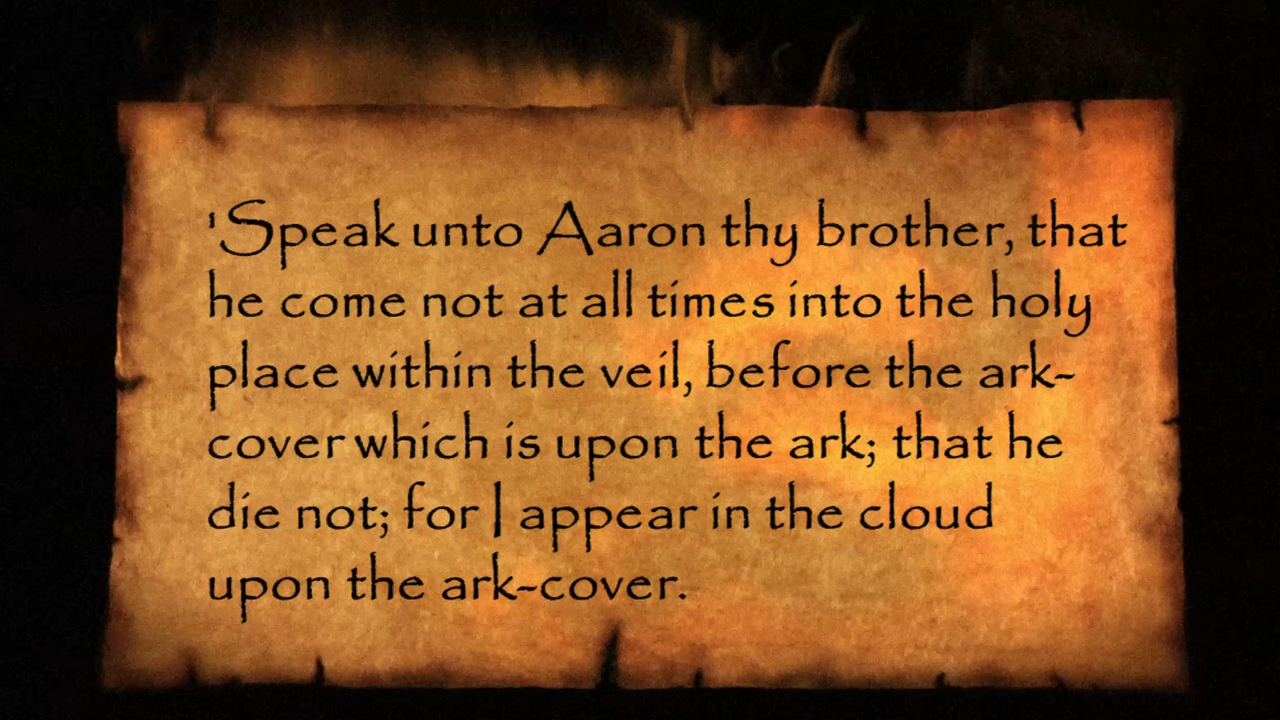 'Speak unto Aaron thy brother, that
he come not at all times into the holy
place within the veil, before the ark-
cover which is upon the ark; that he
die not; for I appear in the cloud
upon the ark-cover.